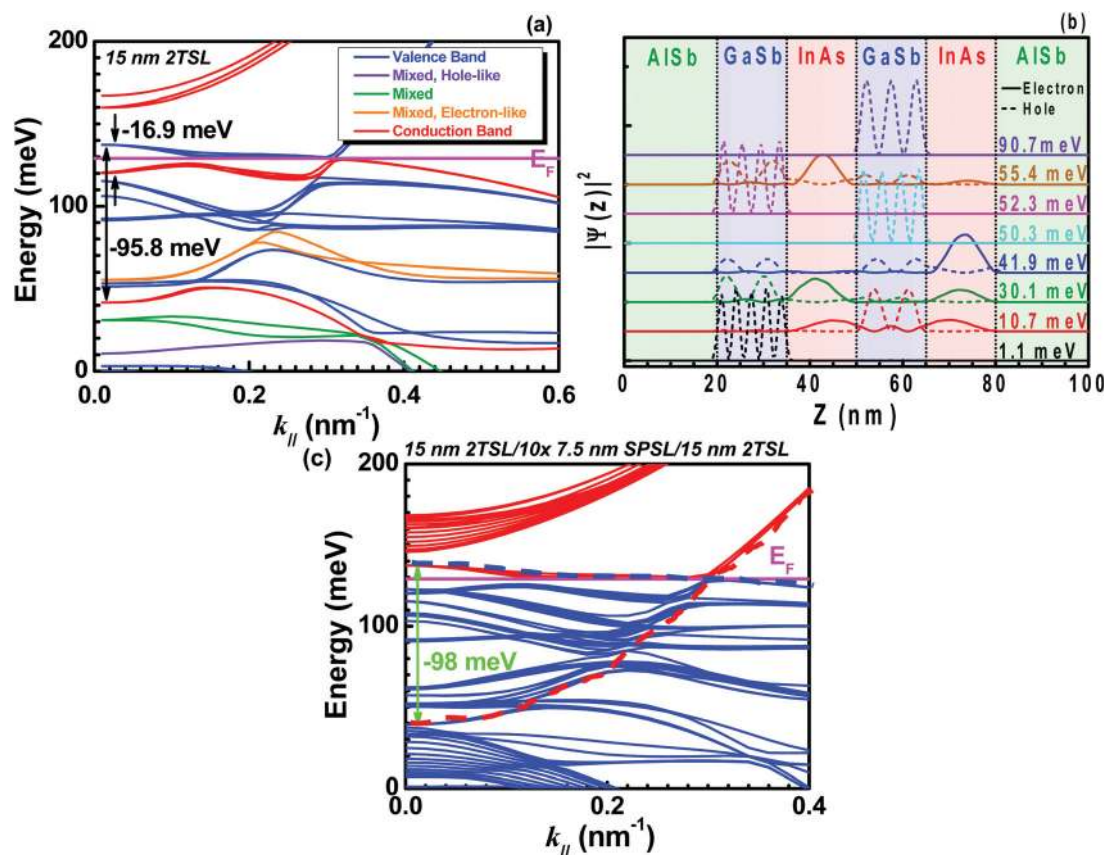 (a)
15 nm 2TSL
200
100
0
Energy (meV)
0.0 0.2 0.4 0.6
k// (nm-1)
Valence Band
Mixed, Hole-like
Mixed
Mixed, Electron-like
Conduction Band
-16.9 meV
-95.8 meV
EF
(b)
AlSb GaSb InAs GaSb InAs AlSb
Electron
Hole
90.7meV
55.4 meV
52.3 meV
50.3 meV
41.9 meV
30.1 meV
10.7 meV
1.1 meV
|Ψ(z)|2
0 20 40 60 80 100
Z (nm)
(c)
15 nm 2TSL/10x 7.5 nm SPSL/15 nm 2TSL
200
100
0
Energy (meV)
-98 meV
EF
0.0 0.2 0.4
k// (nm-1)